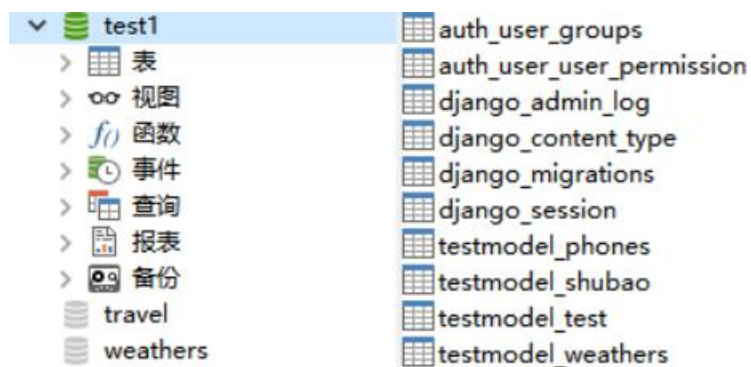 test1
表
视图
f() 函数
事件
查询
报表
备份
travel
weathers
auth_user_groups
auth_user_user_permission
django_admin_log
django_content_type
django_migrations
django_session
testmodel_phones
testmodel_shubao
testmodel_test
testmodel_weathers